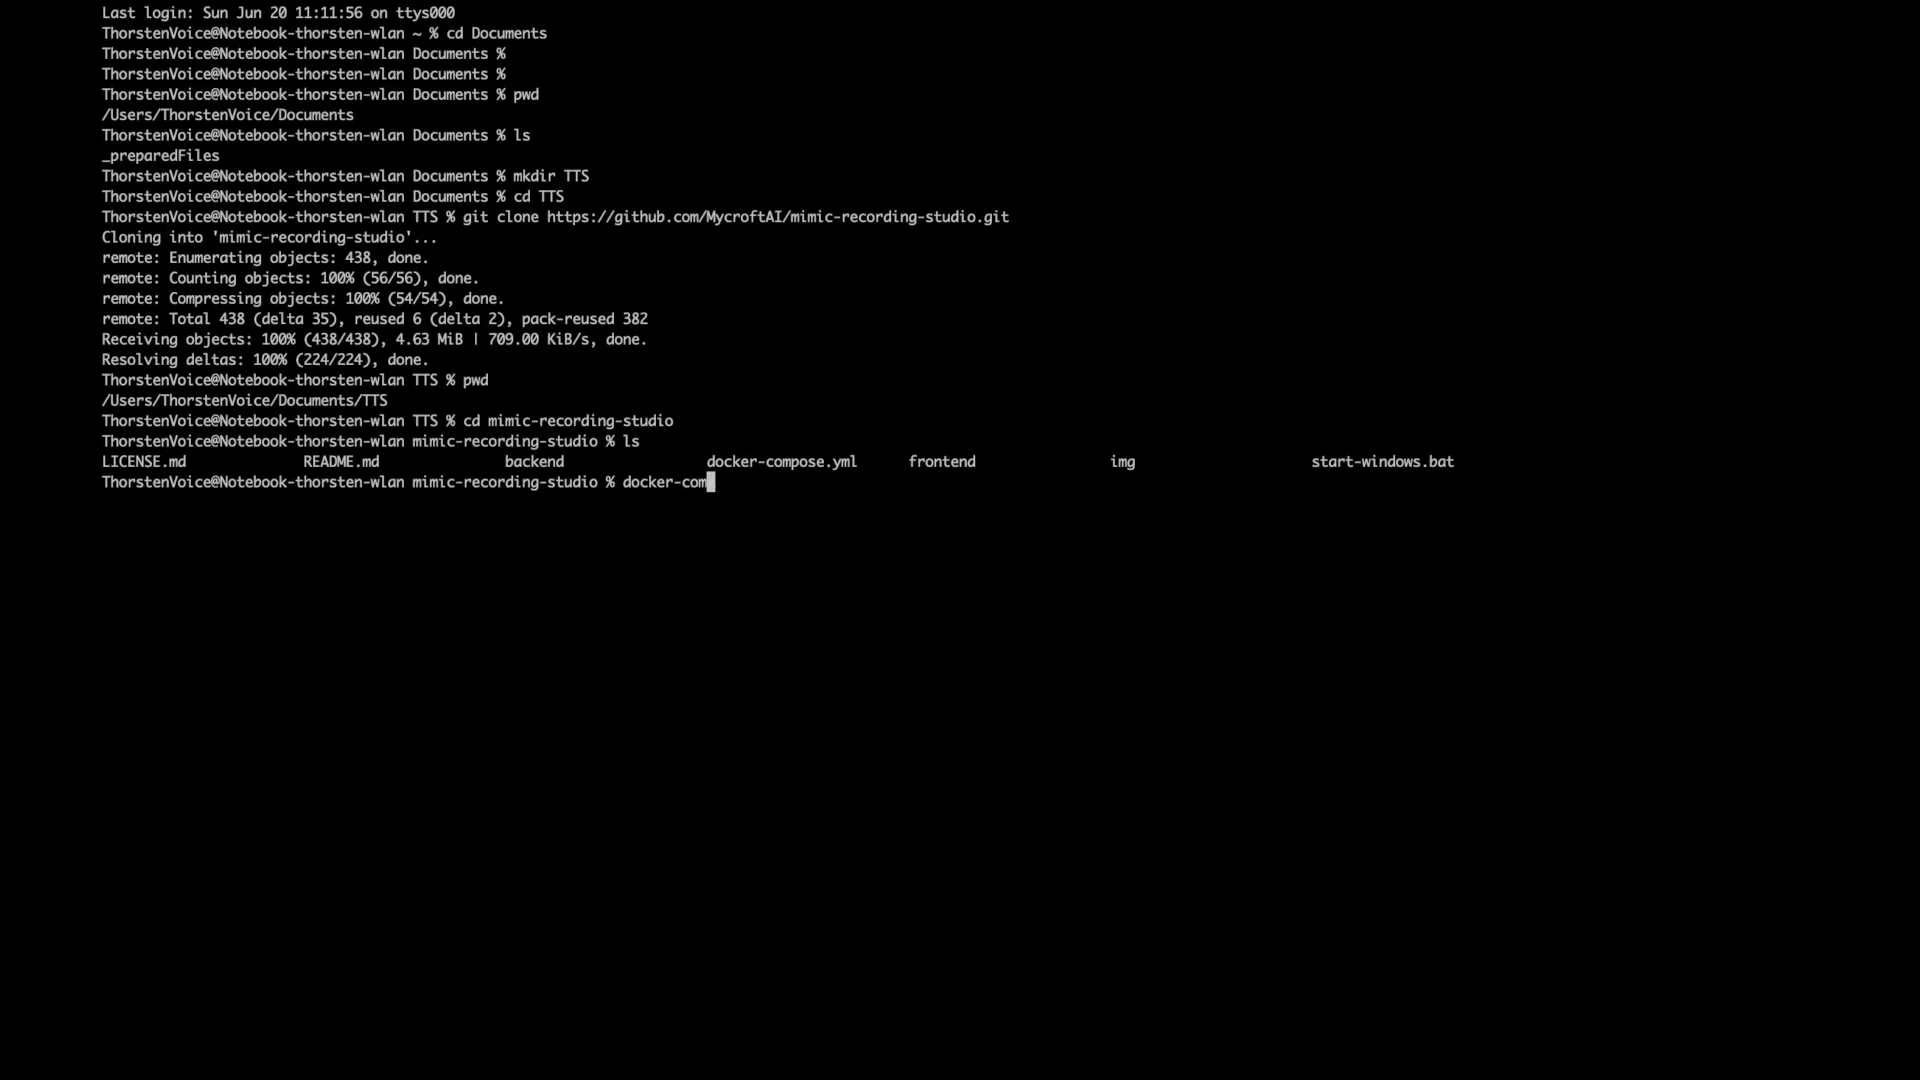 Last login: Sun Jun 20 11:11:56 on ttys000
ThorstenVoice@Notebook-thorsten-wlan ~ % cd Documents
ThorstenVoice@Notebook-thorsten-wlan Documents %
ThorstenVoice@Notebook-thorsten-wlan Documents %
ThorstenVoice@Notebook-thorsten-wlan Documents % pwd
/Users/ThorstenVoice/Documents
ThorstenVoice@Notebook-thorsten-wlan Documents % ls
_preparedFiles
ThorstenVoice@Notebook-thorsten-wlan Documents % mkdir TTS
ThorstenVoice@Notebook-thorsten-wlan Documents % cd TTS
ThorstenVoice@Notebook-thorsten-wlan TTS % git clone https://github.com/MycroftAI/mimic-recording-studio.git
Cloning into 'mimic-recording-studio'...
remote: Enumerating objects: 438, done.
remote: Counting objects: 100% (56/56), done.
remote: Compressing objects: 100% (54/54), done.
remote: Total 438 (delta 35), reused 6 (delta 2), pack-reused 382
Receiving objects: 100% (438/438), 4.63 MiB | 709.00 KiB/s, done.
Resolving deltas: 100% (224/224), done.
ThorstenVoice@Notebook-thorsten-wlan TTS % pwd
/Users/ThorstenVoice/Documents/TTS
ThorstenVoice@Notebook-thorsten-wlan TTS % cd mimic-recording-studio
ThorstenVoice@Notebook-thorsten-wlan mimic-recording-studio % ls
LICENSE.md README.md backend docker-compose.yml frontend img start-windows.bat
ThorstenVoice@Notebook-thorsten-wlan mimic-recording-studio % docker-com